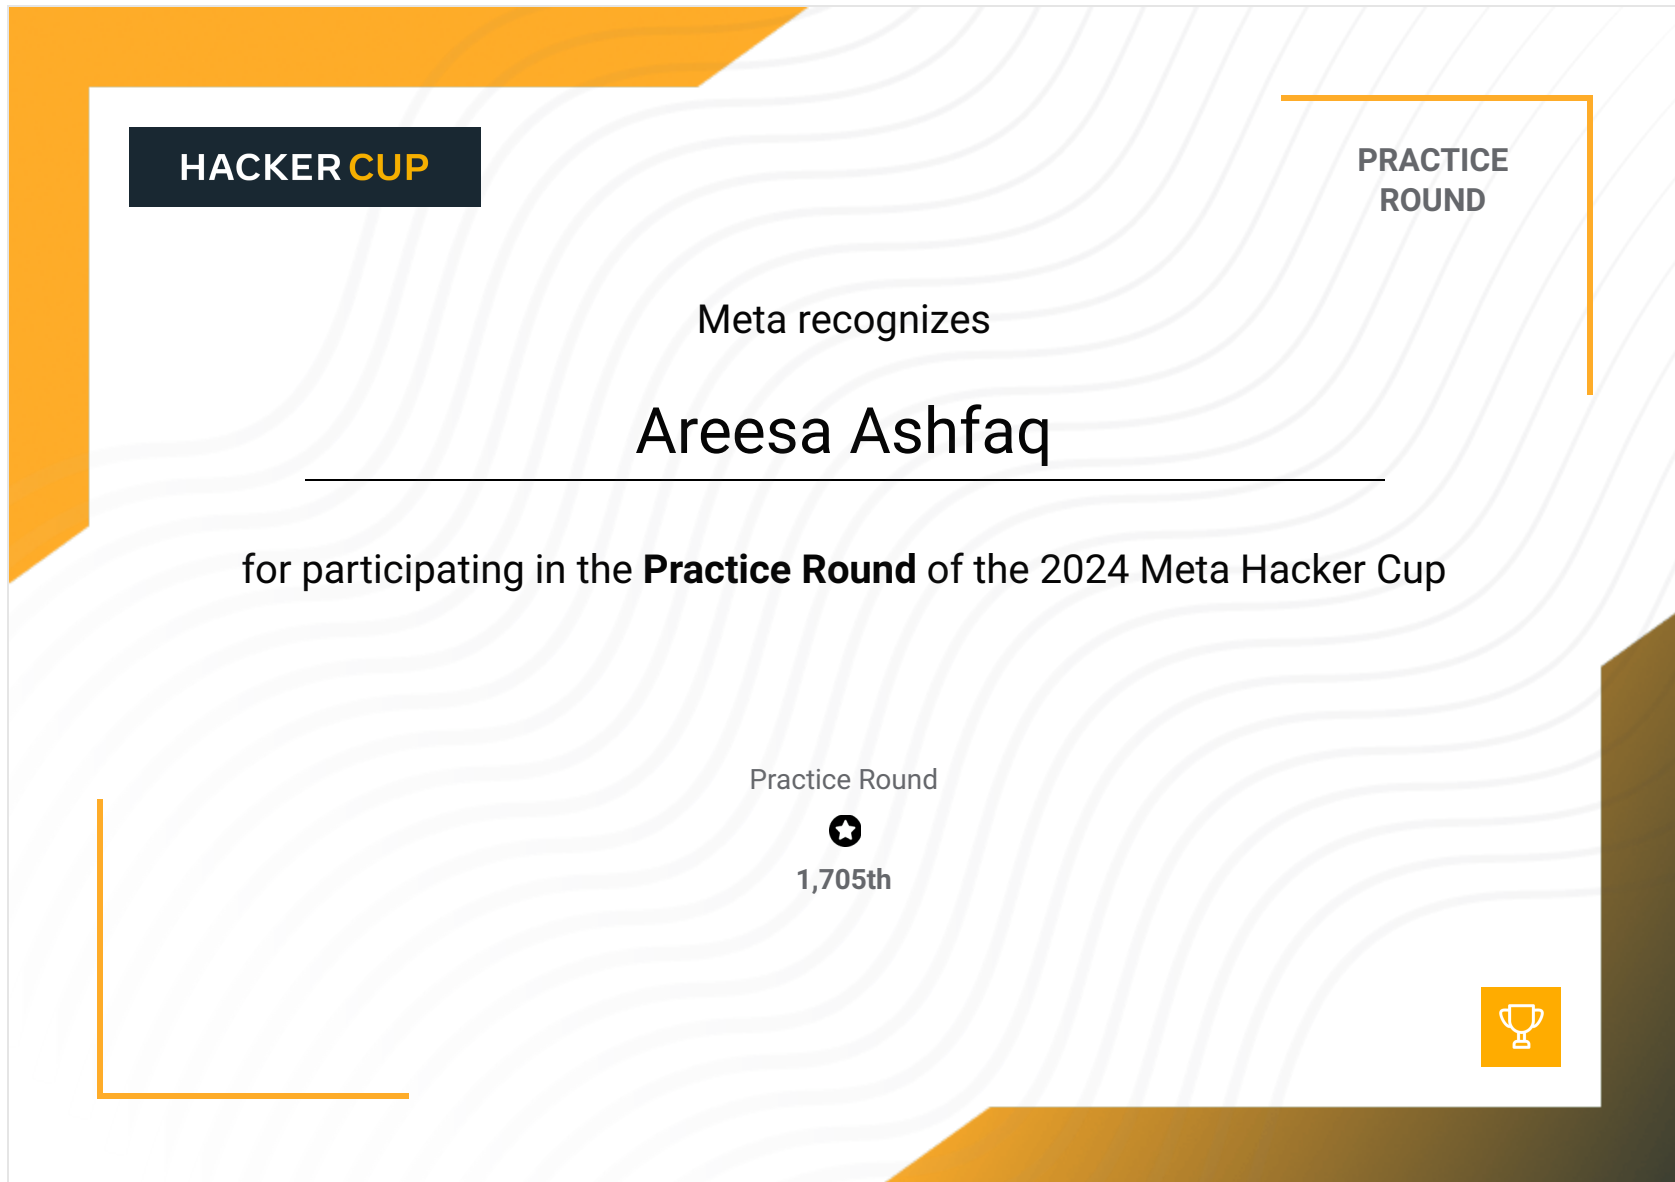 HACKER CUP
PRACTICE
ROUND
Meta recognizes
Areesa Ashfaq
for participating in the Practice Round of the 2024 Meta Hacker Cup
Practice Round
1,705th